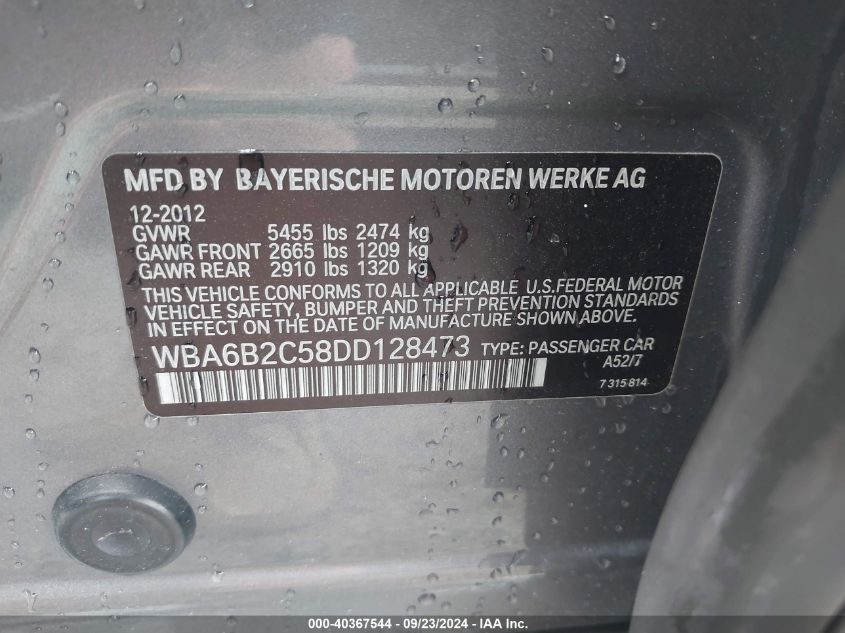 MFD BY BAYERISCHE MOTOREN WERKE AG
12-2012
GVWR 5455 lbs 2474 kg
GAWR FRONT 2665 lbs 1209 kg
GAWR REAR 2910 lbs 1320 kg
THIS VEHICLE CONFORMS TO ALL APPLICABLE U.S.FEDERAL MOTOR
VEHICLE SAFETY, BUMPER AND THEFT PREVENTION STANDARDS
IN EFFECT ON THE DATE OF MANUFACTURE SHOWN ABOVE.
WBA6B2C58DD128473 TYPE: PASSENGER CAR
A52/7
7 315 814
000-40367544 - 09/23/2024 - IAA Inc.